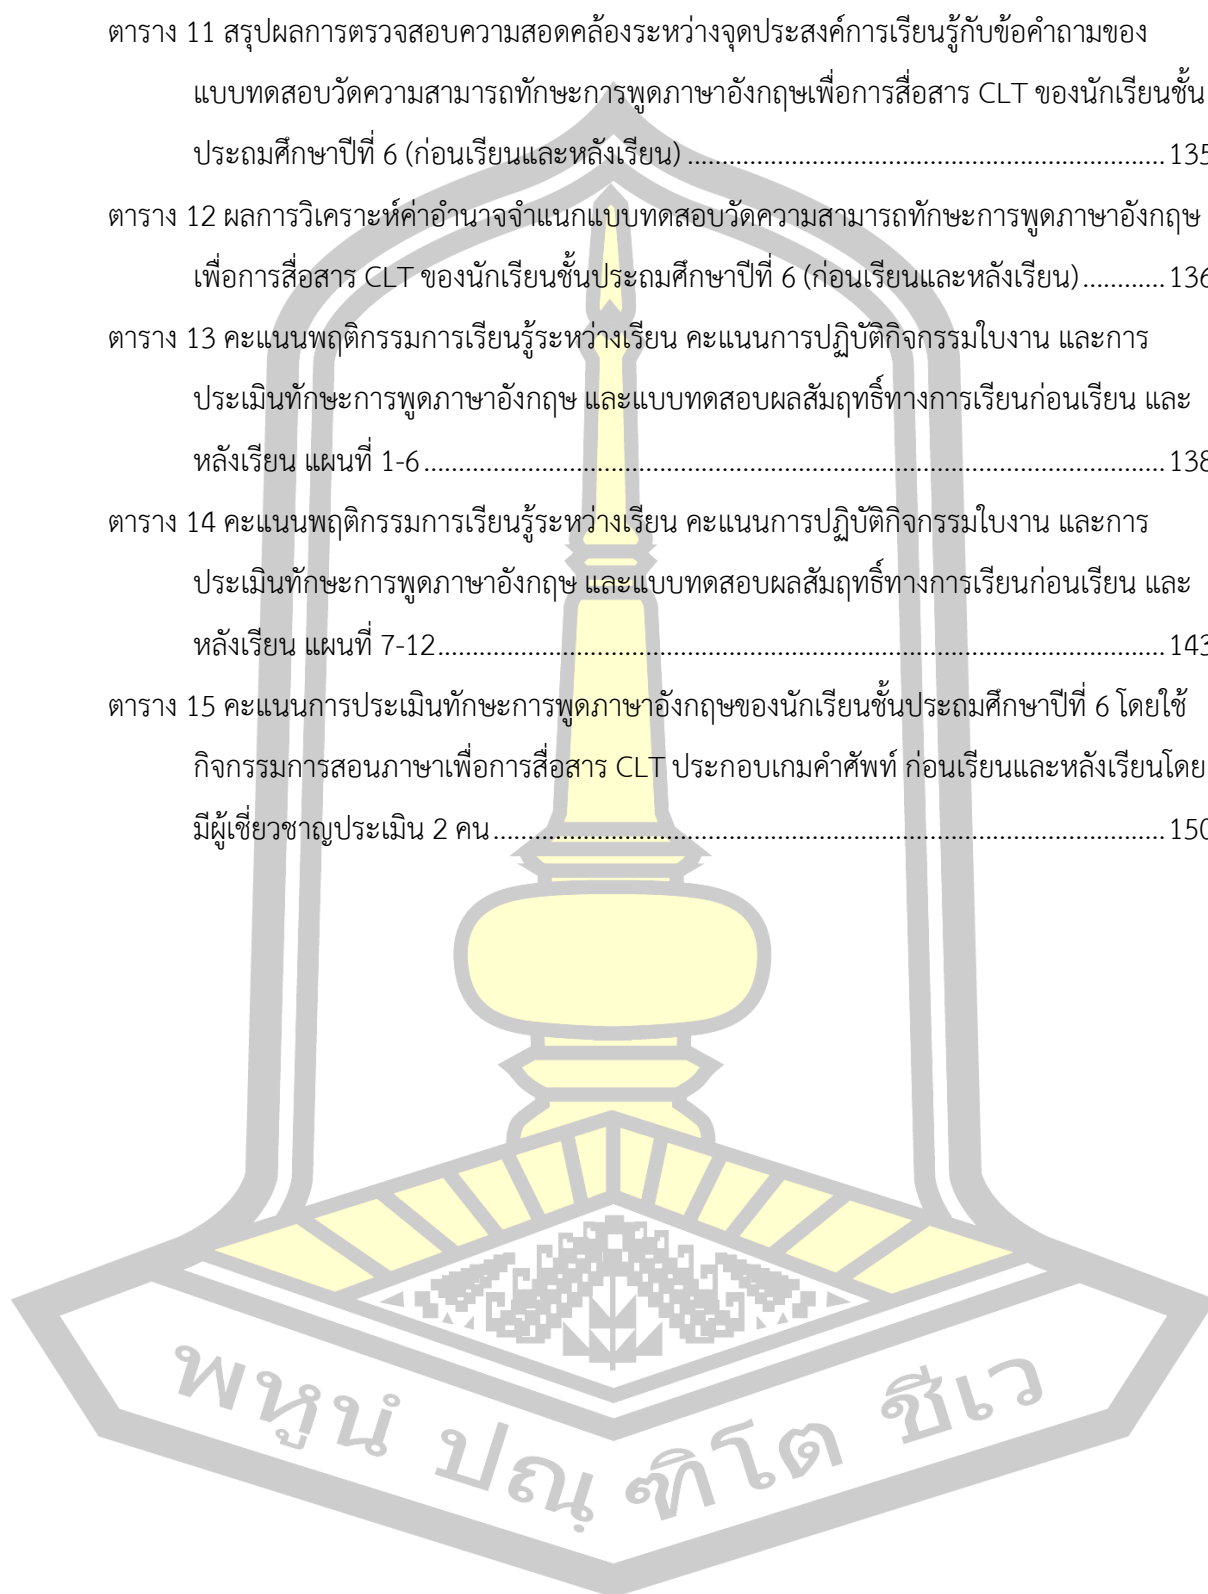 ตาราง 11 สรุปผลการตรวจสอบความสอดคล้องระหว่างจุดประสงค์การเรียนรู้กับข้อคำถามของ
แบบทดสอบวัดความสามารถทักษะการพูดภาษาอังกฤษเพื่อการสื่อสาร CLT ของนักเรียนชั้น
ประถมศึกษาปีที่ 6 (ก่อนเรียนและหลังเรียน) ........................................................................ 135
ตาราง 12 ผลการวิเคราะห์ค่าอำนาจจำแนกแบบทดสอบวัดความสามารถทักษะการพูดภาษาอังกฤษ
เพื่อการสื่อสาร CLT ของนักเรียนชั้นประถมศึกษาปีที่ 6 (ก่อนเรียนและหลังเรียน) ............ 136
ตาราง 13 คะแนนพฤติกรรมการเรียนรู้ระหว่างเรียน คะแนนการปฏิบัติกิจกรรมใบงาน และการ
ประเมินทักษะการพูดภาษาอังกฤษ และแบบทดสอบผลสัมฤทธิ์ทางการเรียนก่อนเรียน และ
หลังเรียน แผนที่ 1-6 ........................................................................ 138
ตาราง 14 คะแนนพฤติกรรมการเรียนรู้ระหว่างเรียน คะแนนการปฏิบัติกิจกรรมใบงาน และการ
ประเมินทักษะการพูดภาษาอังกฤษ และแบบทดสอบผลสัมฤทธิ์ทางการเรียนก่อนเรียน และ
หลังเรียน แผนที่ 7-12 ........................................................................ 143
ตาราง 15 คะแนนการประเมินทักษะการพูดภาษาอังกฤษของนักเรียนชั้นประถมศึกษาปีที่ 6 โดยใช้
กิจกรรมการสอนภาษาเพื่อการสื่อสาร CLT ประกอบเกมคำศัพท์ ก่อนเรียนและหลังเรียนโดย
มีผู้เชี่ยวชาญประเมิน 2 คน ........................................................................ 150
พหูนํ ปณฺฑิโต ชีเว